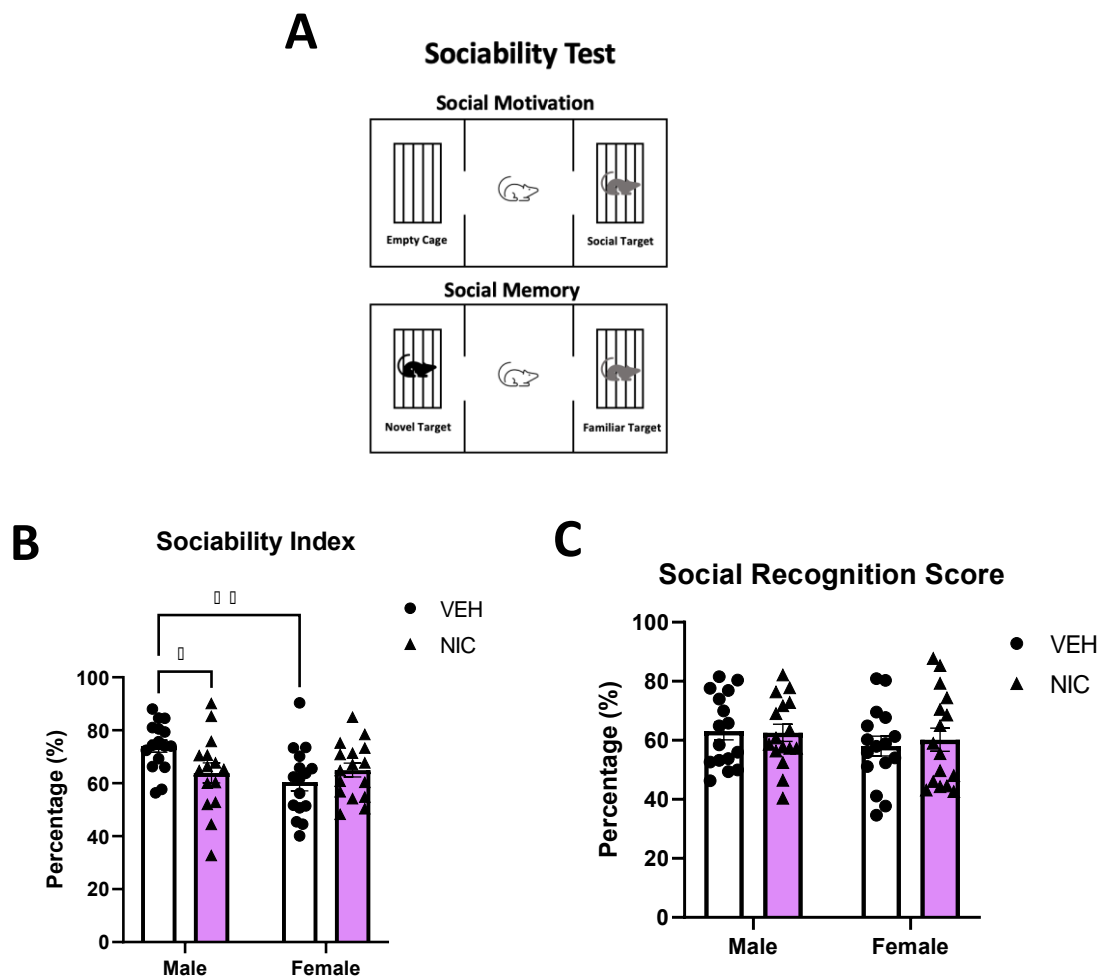 A
Sociability Test
Social Motivation
Empty Cage
Social Target
Social Memory
Novel Target
Familiar Target
B
Sociability Index
VEH
NIC
Percentage (%)
100
80
60
40
20
0
Male
Female
C
Social Recognition Score
VEH
NIC
Percentage (%)
100
80
60
40
20
0
Male
Female